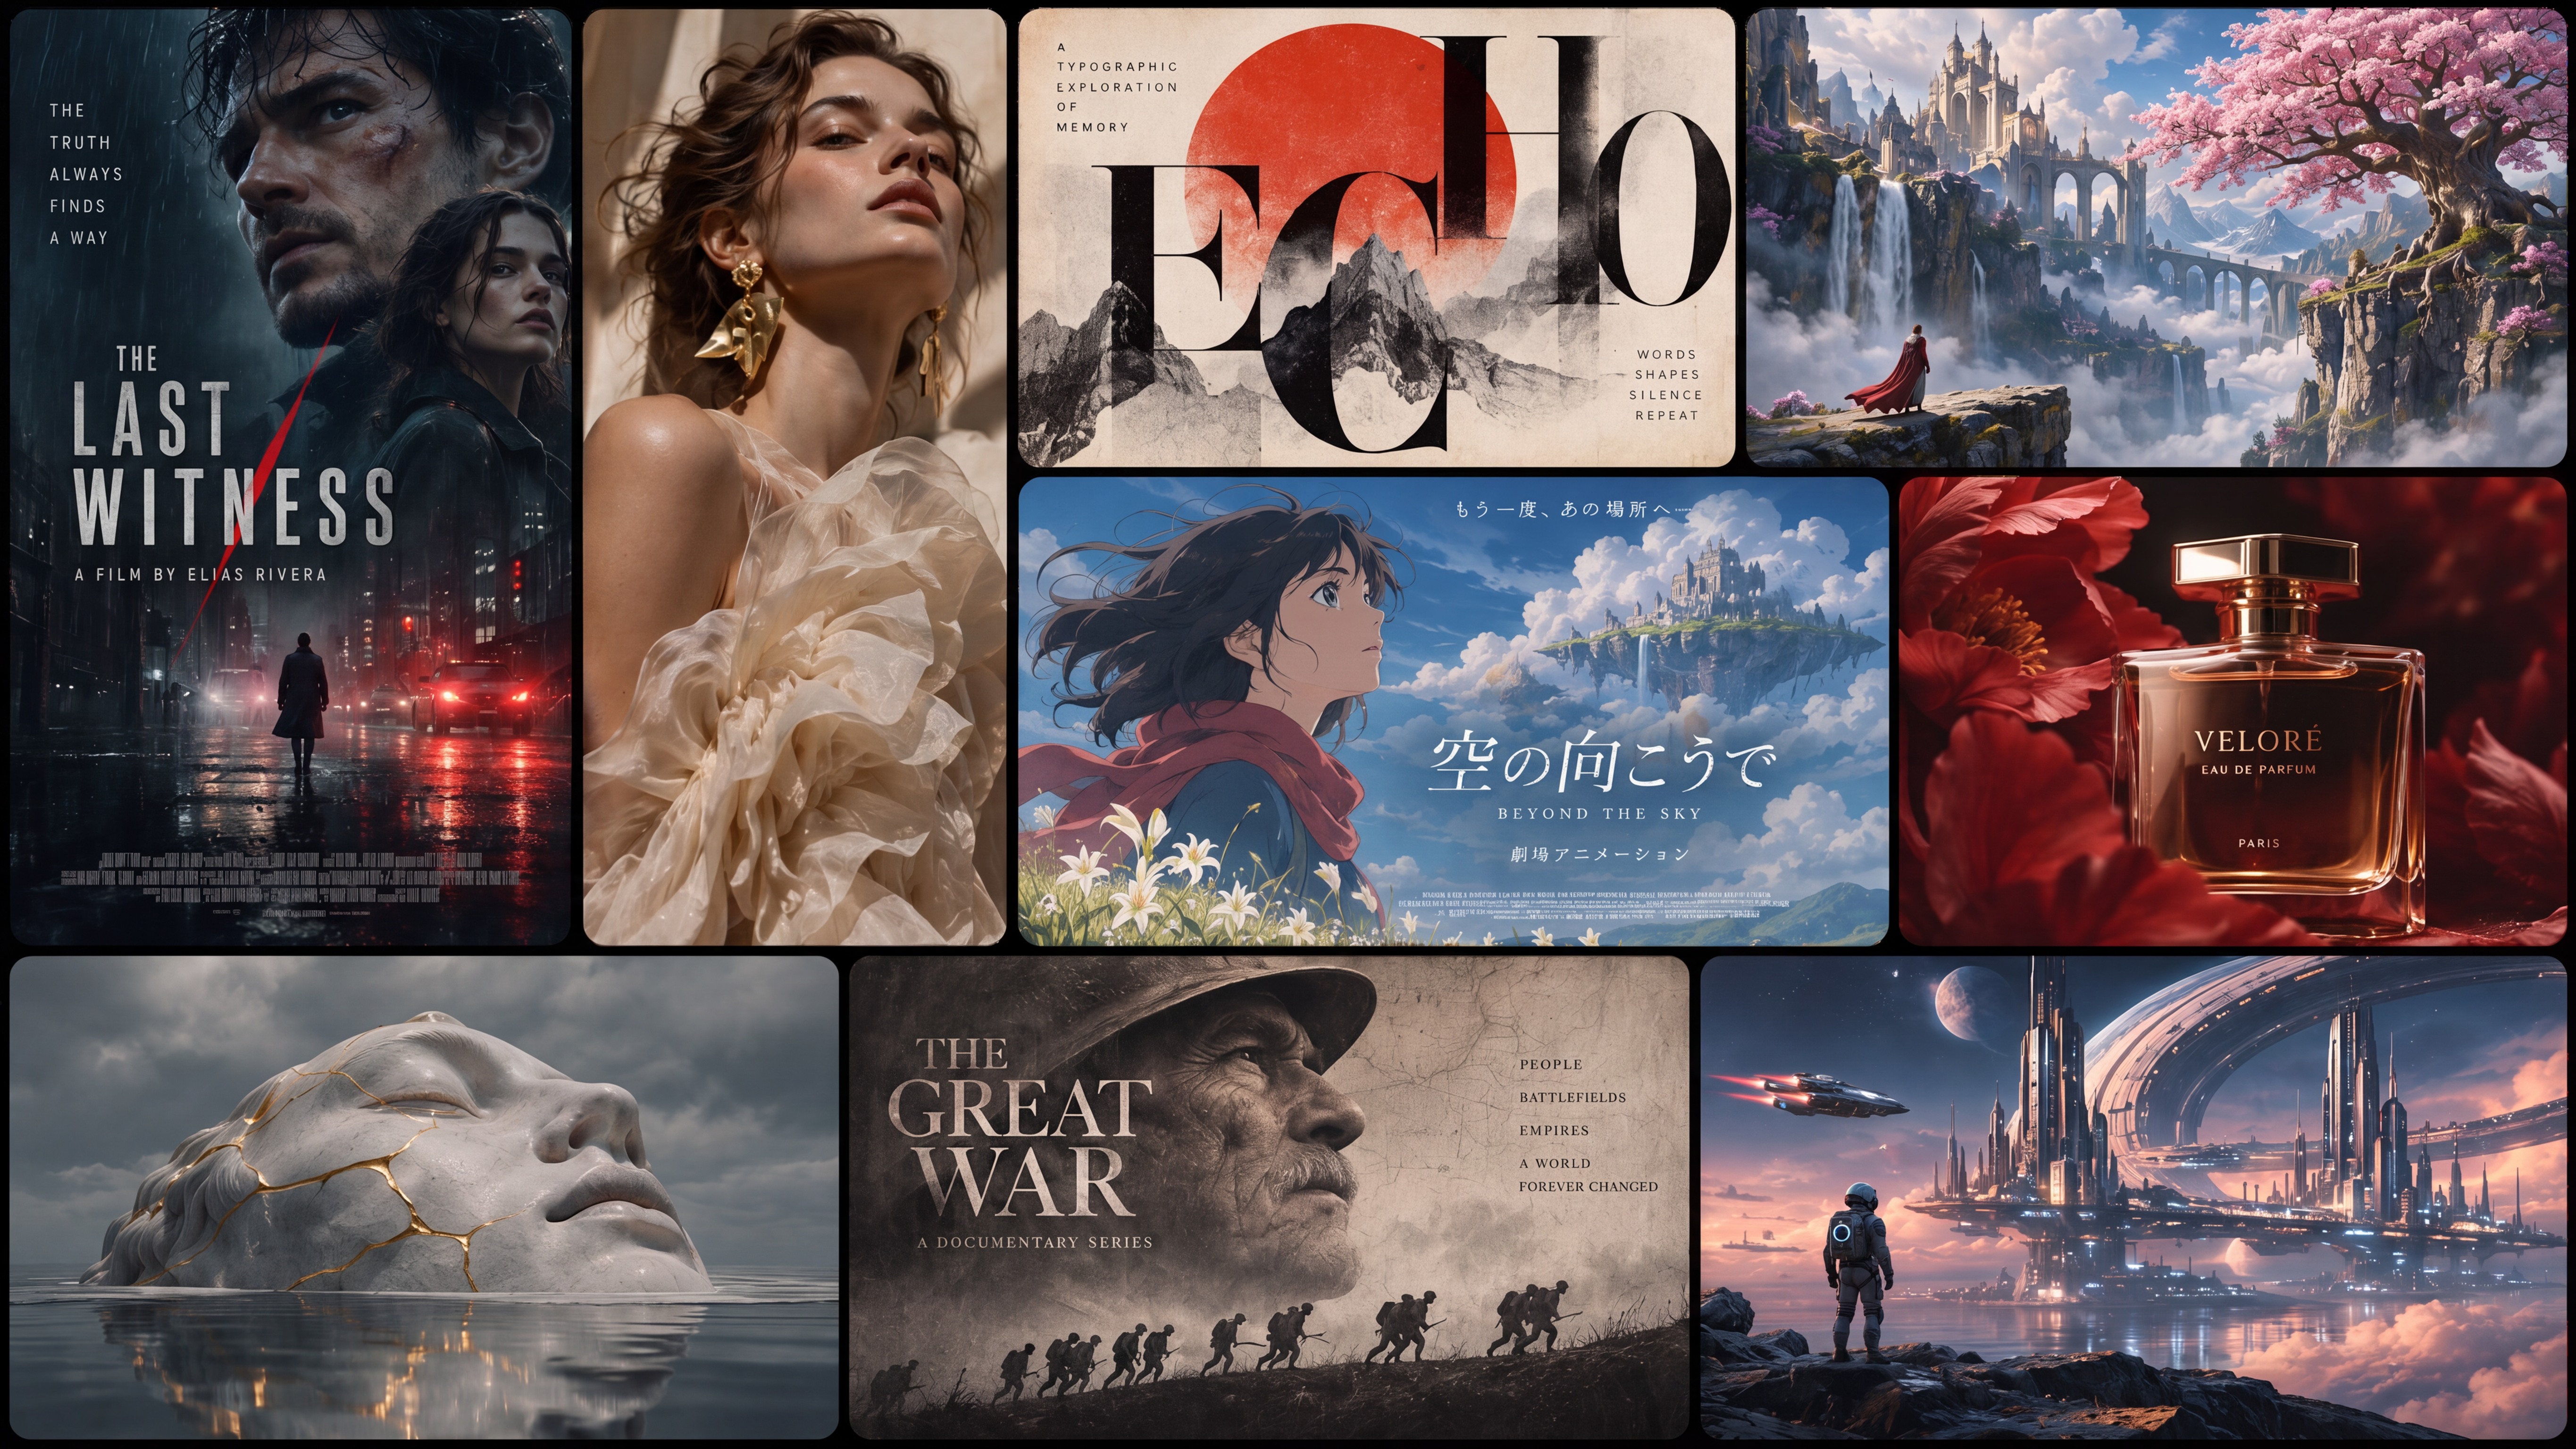 THE
TRUTH
ALWAYS
FINDS
A WAY
THE
LAST
WITNESS
A FILM BY ELIAS RIVERA
A
TYPOGRAPHIC
EXPLORATION
OF
MEMORY
ECHO
WORDS
SHAPES
SILENCE
REPEAT
もう一度、あの場所へ
空の向こうで
BEYOND THE SKY
劇場アニメーション
VELORÉ
EAU DE PARFUM
PARIS
THE
GREAT
WAR
A DOCUMENTARY SERIES
PEOPLE
BATTLEFIELDS
EMPIRES
A WORLD
FOREVER CHANGED